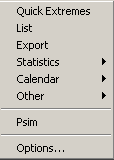 Quick Extremes
List
Export
Statistics
Calendar
Other
Psim
Options...